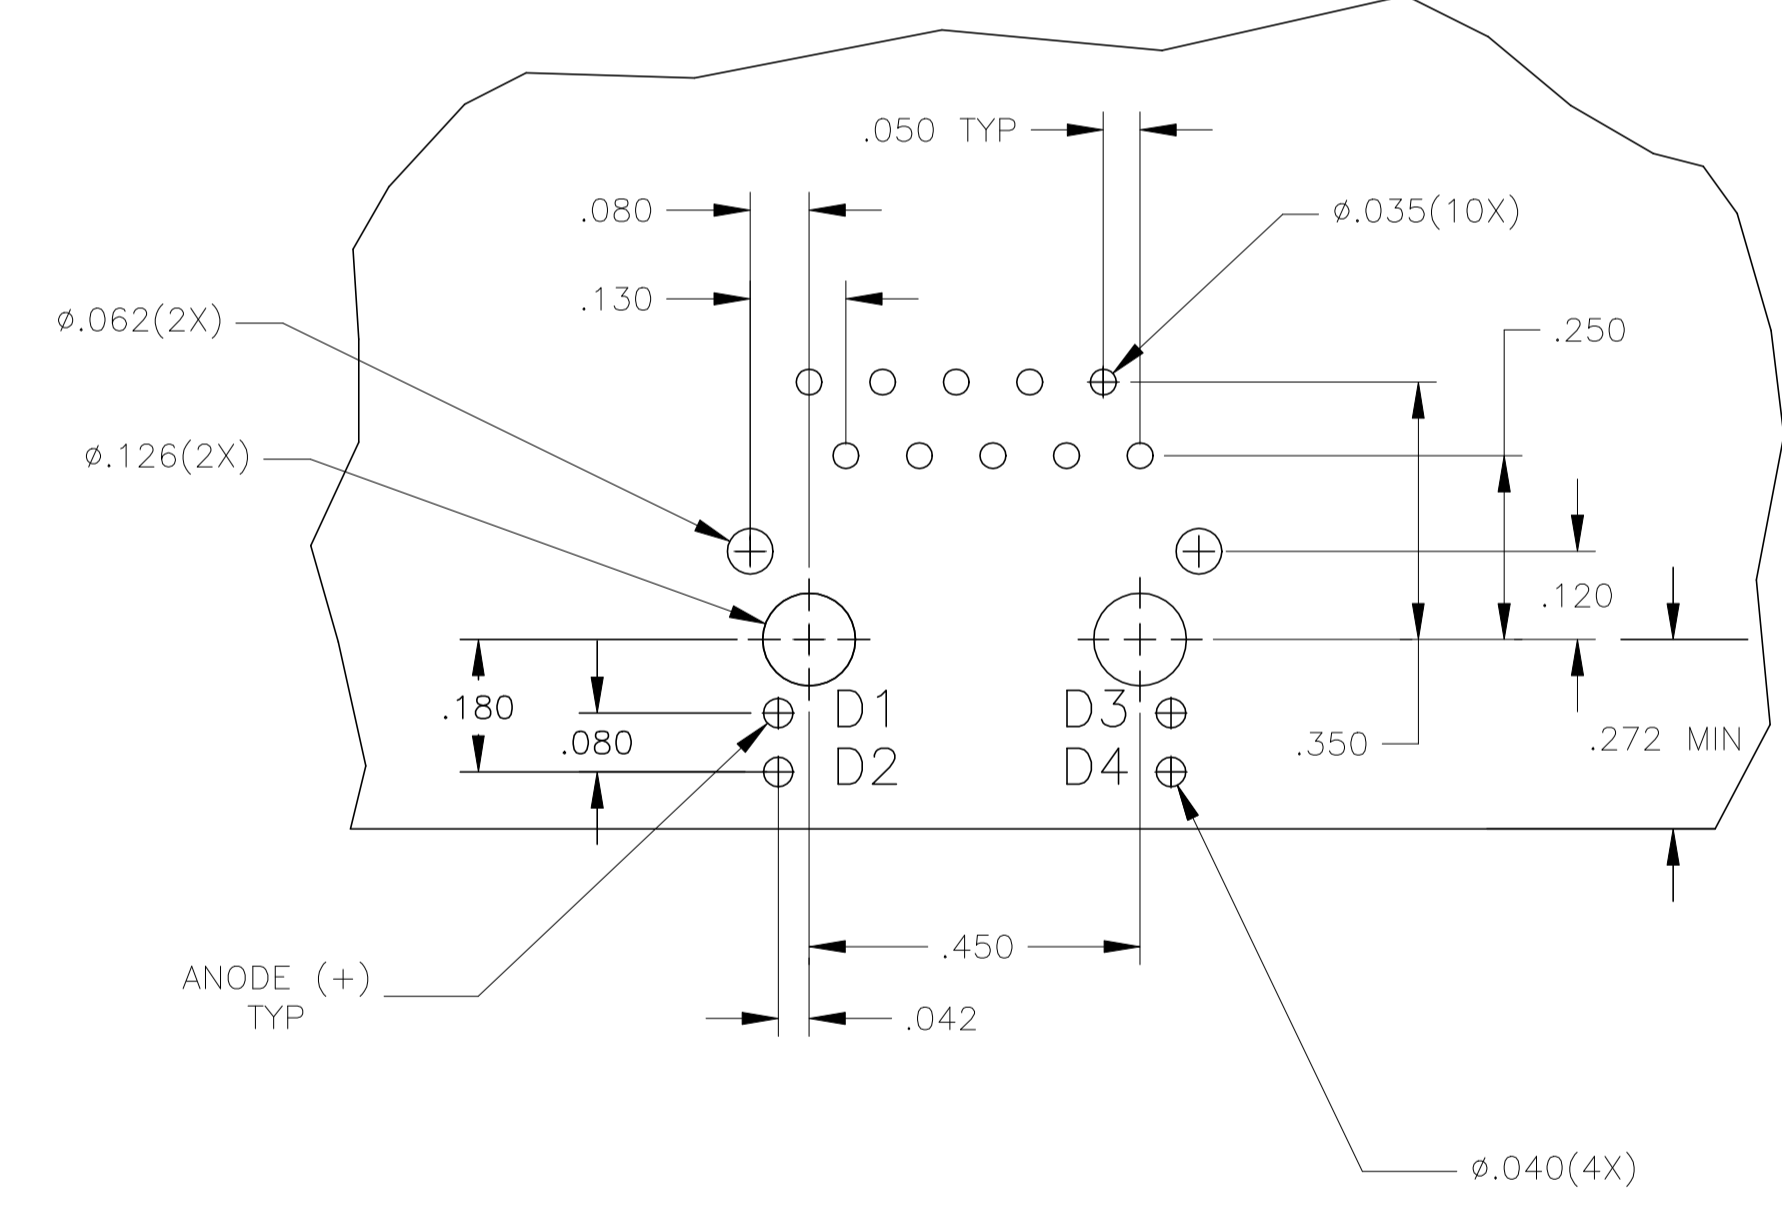 .050 TYP
.080
ø.035(10X)
.130
ø.062(2X)
.250
ø.126(2X)
.120
.180
D1
D3
.080
.350
.272 MIN
D2
D4
.450
ANODE (+)
TYP
.042
ø.040(4X)